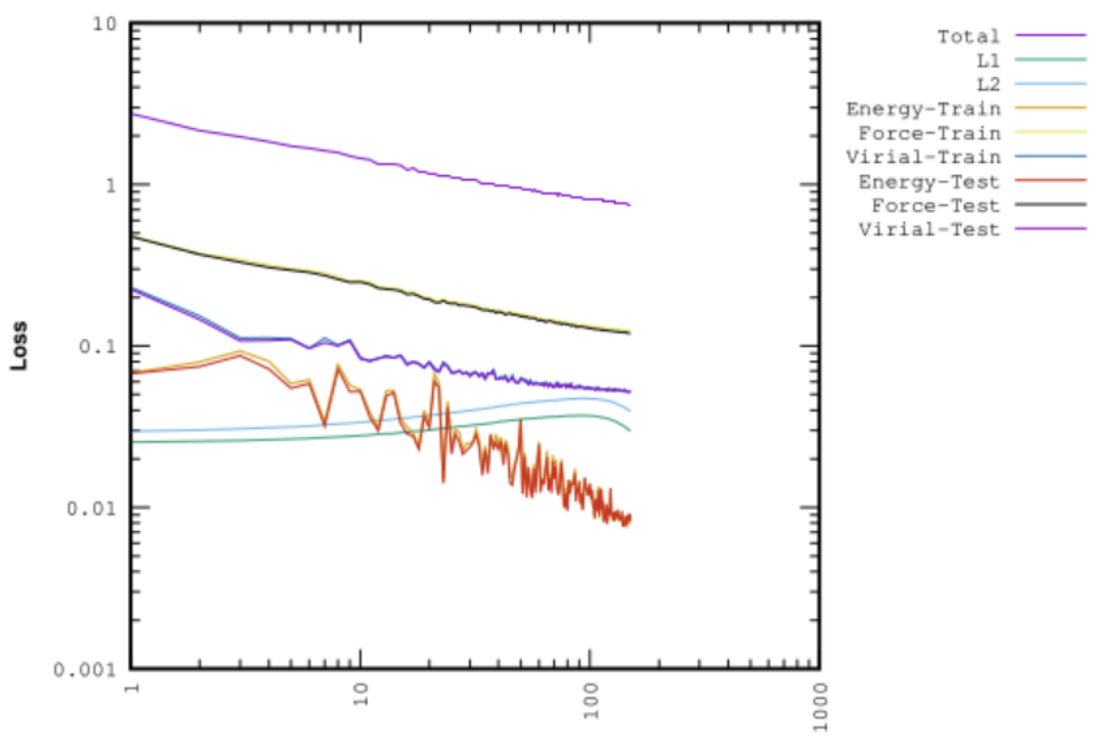 10
1
0.1
0.01
0.001
Loss
1
10
100
1000
Total
L1
L2
Energy-Train
Force-Train
Virial-Train
Energy-Test
Force-Test
Virial-Test